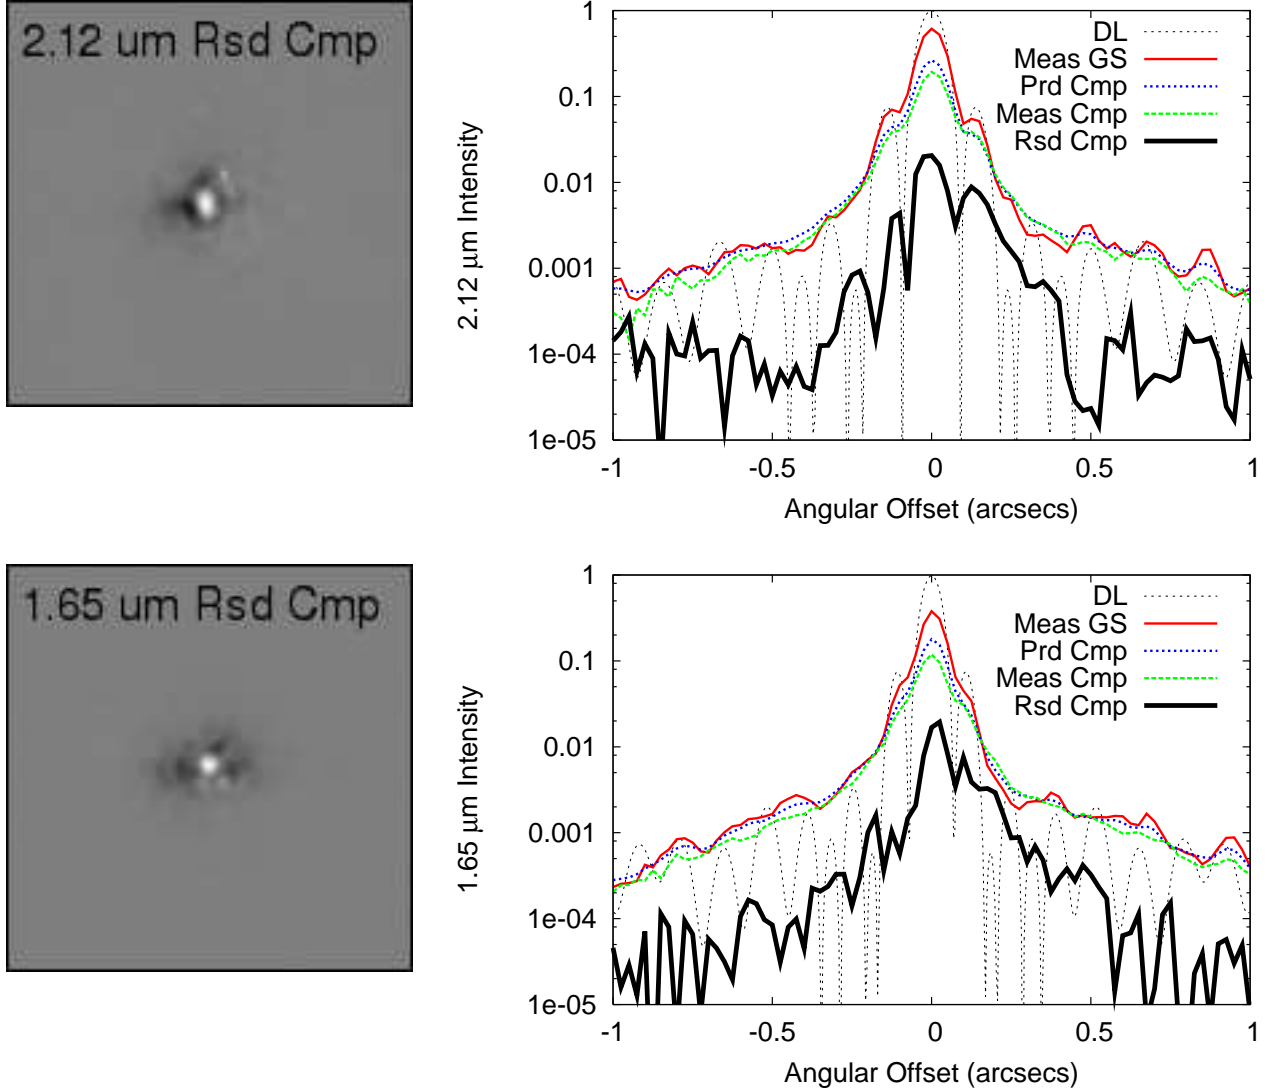 2.12 um Rsd Cmp
2.12 μm Intensity
1
0.1
0.01
0.001
1e-04
1e-05
-1
-0.5
0
0.5
1
Angular Offset (arcsecs)
DL
Meas GS
Prd Cmp
Meas Cmp
Rsd Cmp
1.65 um Rsd Cmp
1.65 μm Intensity
1
0.1
0.01
0.001
1e-04
1e-05
-1
-0.5
0
0.5
1
Angular Offset (arcsecs)
DL
Meas GS
Prd Cmp
Meas Cmp
Rsd Cmp